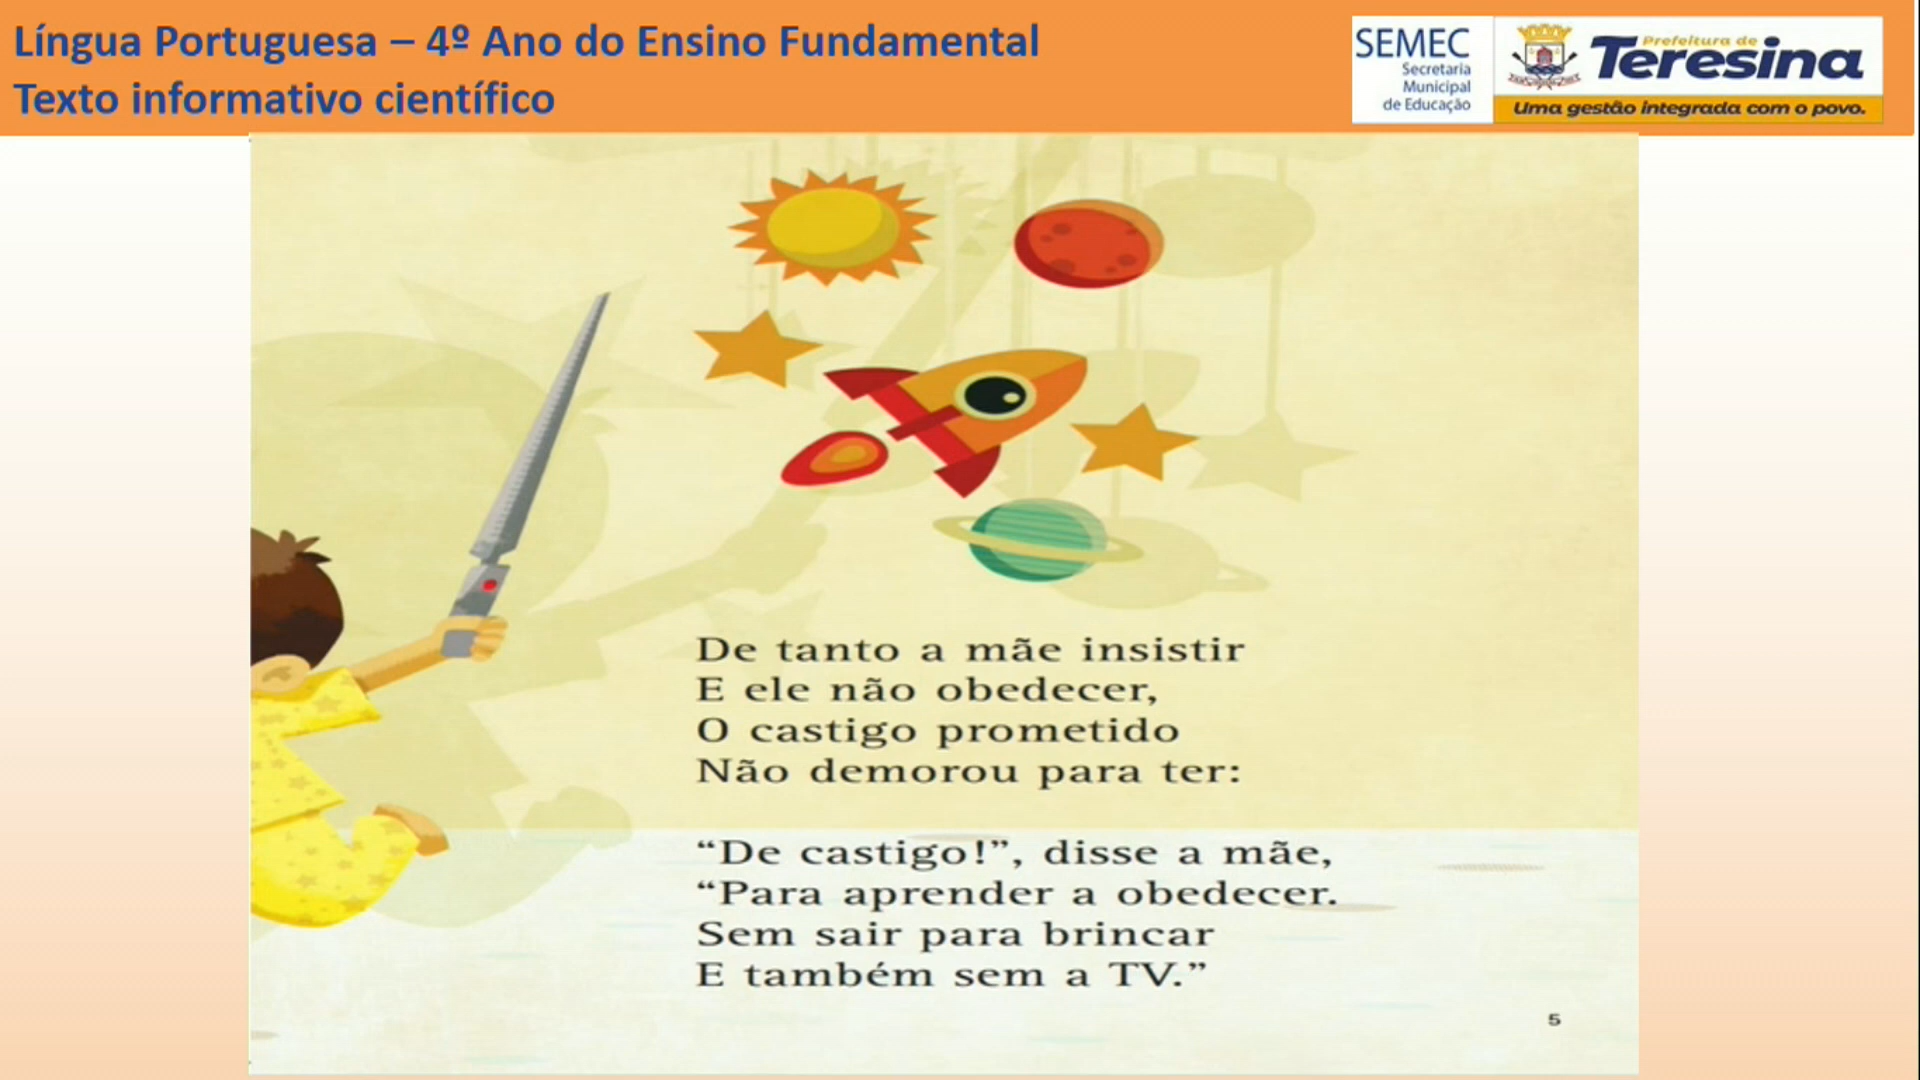 Língua Portuguesa – 4º Ano do Ensino Fundamental
Texto informativo científico
SEMEC
Secretaria
Municipal
de Educação
Prefeitura de
Teresina
Uma gestão integrada com o povo.
De tanto a mãe insistir
E ele não obedecer,
O castigo prometido
Não demorou para ter:
“De castigo!”, disse a mãe,
“Para aprender a obedecer.
Sem sair para brincar
E também sem a TV.”
5